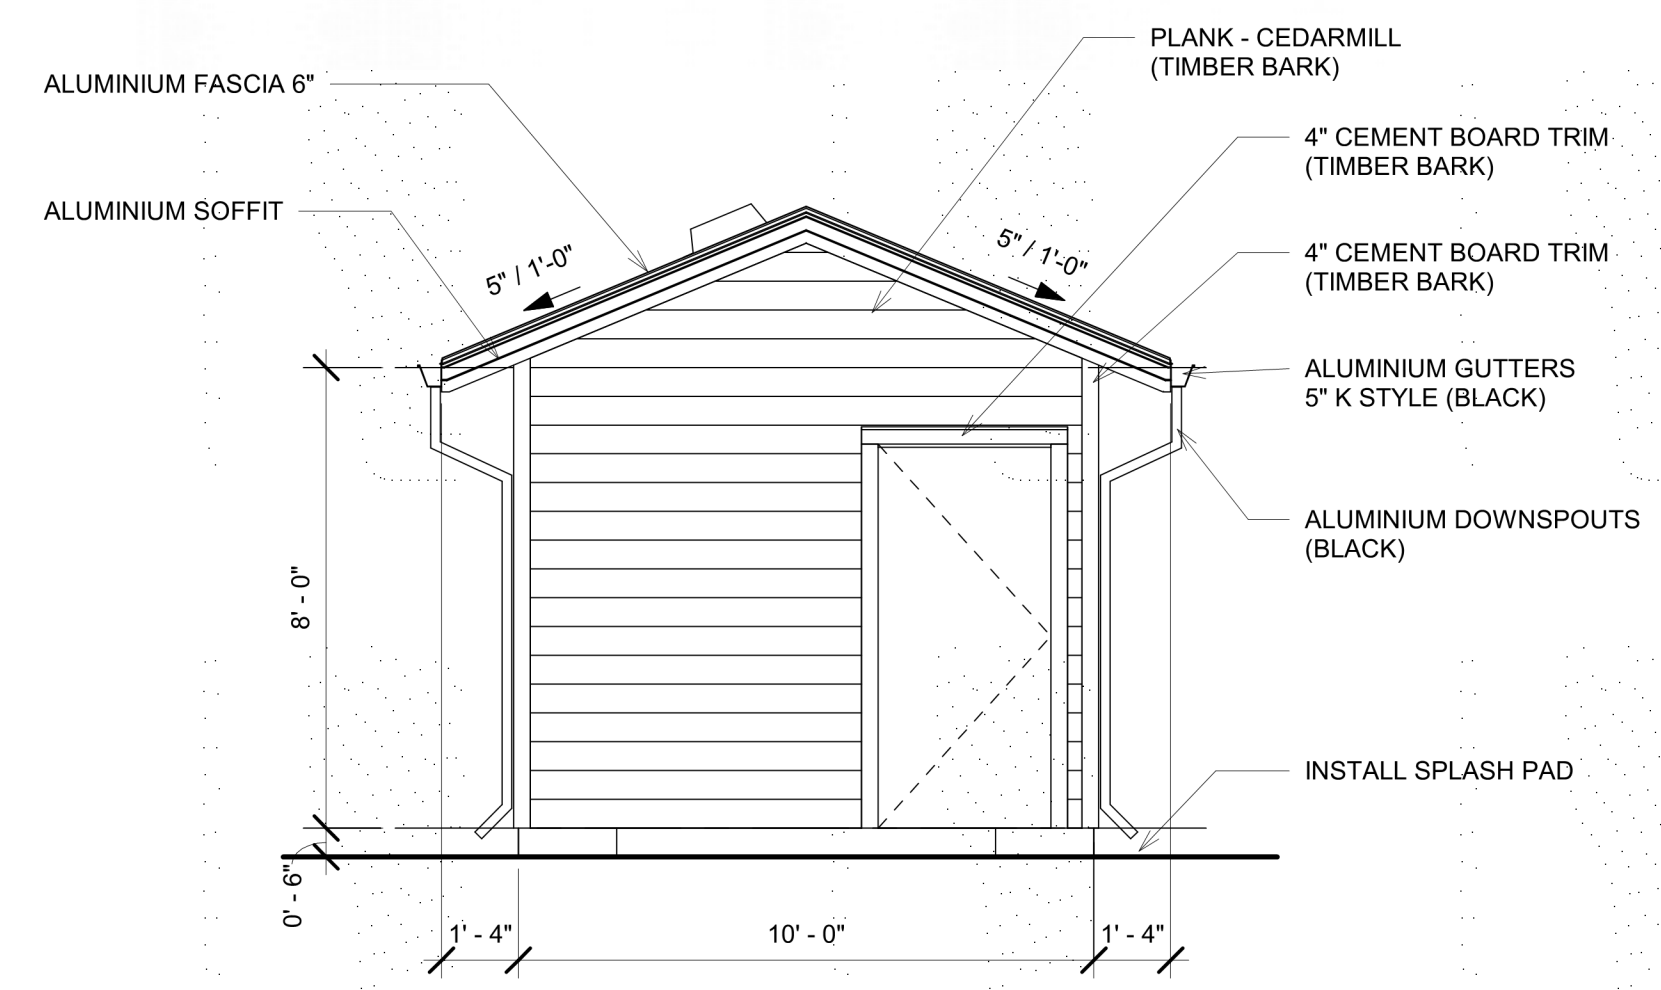 PLANK - CEDARMILL
(TIMBER BARK)
ALUMINIUM FASCIA 6"
4" CEMENT BOARD TRIM
(TIMBER BARK)
ALUMINIUM SOFFIT
5" / 1'-0"
5" / 1'-0"
4" CEMENT BOARD TRIM
(TIMBER BARK)
ALUMINIUM GUTTERS
5" K STYLE (BLACK)
ALUMINIUM DOWNSPOUTS
(BLACK)
8' - 0"
INSTALL SPLASH PAD
0' - 6"
1' - 4"
10' - 0"
1' - 4"